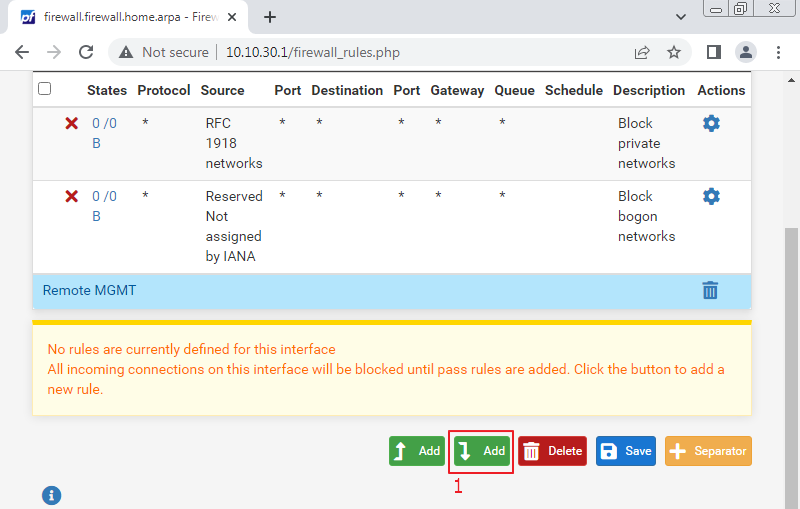 pf firewall.firewall.home.arpa - Firew
Not secure 10.10.30.1/firewall_rules.php
States Protocol Source Port Destination Port Gateway Queue Schedule Description Actions
0 /0 B * RFC 1918 networks * * * * * Block private networks
0 /0 B * Reserved Not assigned by IANA * * * * * Block bogon networks
Remote MGMT
No rules are currently defined for this interface
All incoming connections on this interface will be blocked until pass rules are added. Click the button to add a
new rule.
Add Add Delete Save Separator
1